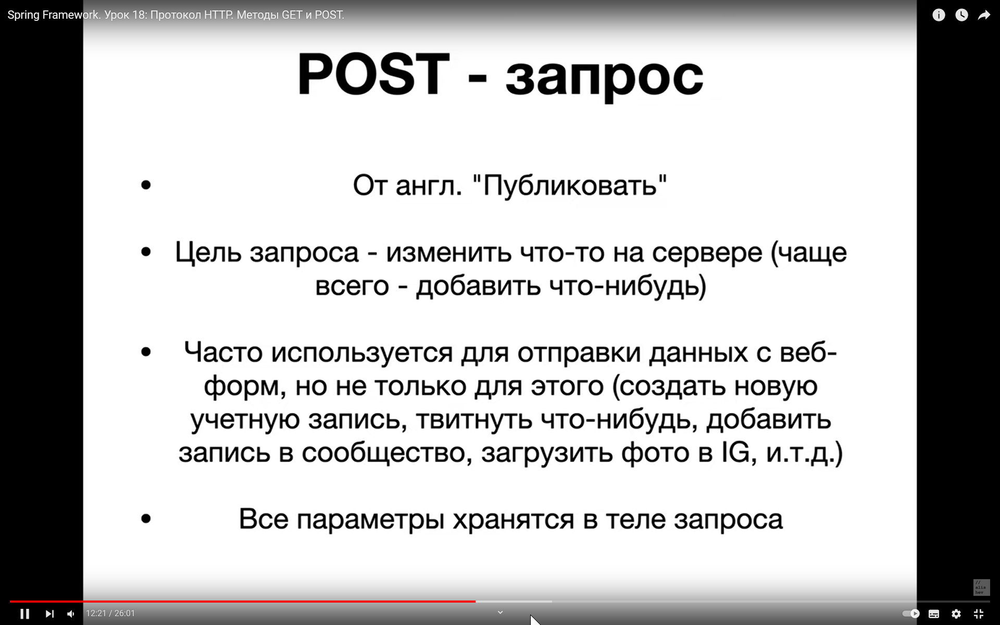 Spring Framework. Урок 18: Протокол HTTP. Методы GET и POST.
POST - запрос
• От англ. "Публиковать"
• Цель запроса - изменить что-то на сервере (чаще
всего - добавить что-нибудь)
• Часто используется для отправки данных с веб-
форм, но не только для этого (создать новую
учетную запись, твитнуть что-нибудь, добавить
запись в сообщество, загрузить фото в IG, и.т.д.)
• Все параметры хранятся в теле запроса
//
alis
hev
12:21 / 26:01